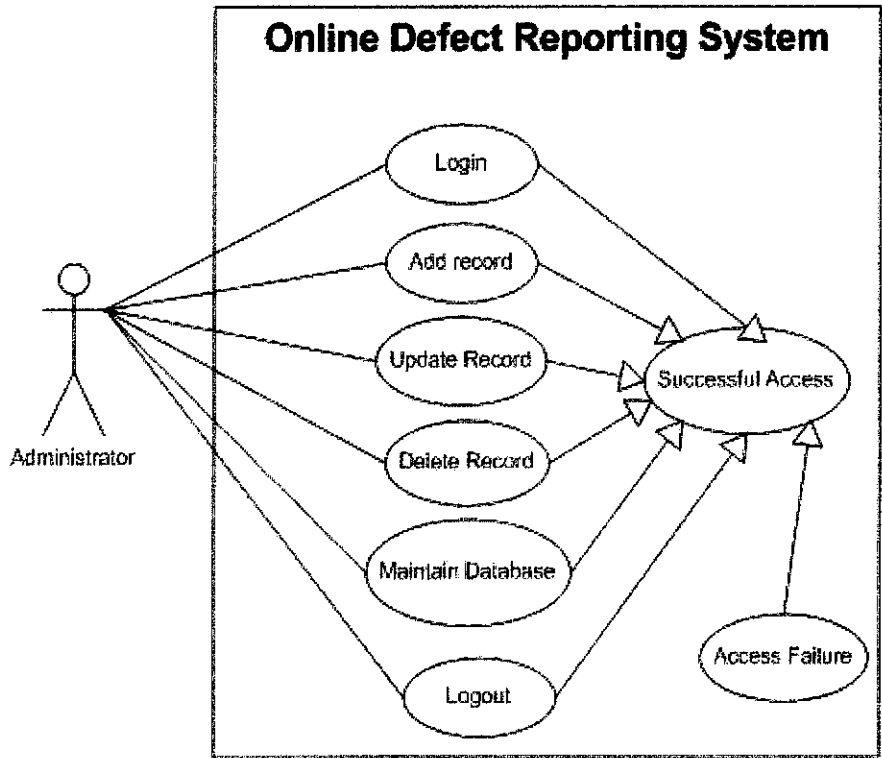 Online Defect Reporting System
Login
Add record
Update Record
Successful Access
Administrator
Delete Record
Maintain Database
Access Failure
Logout